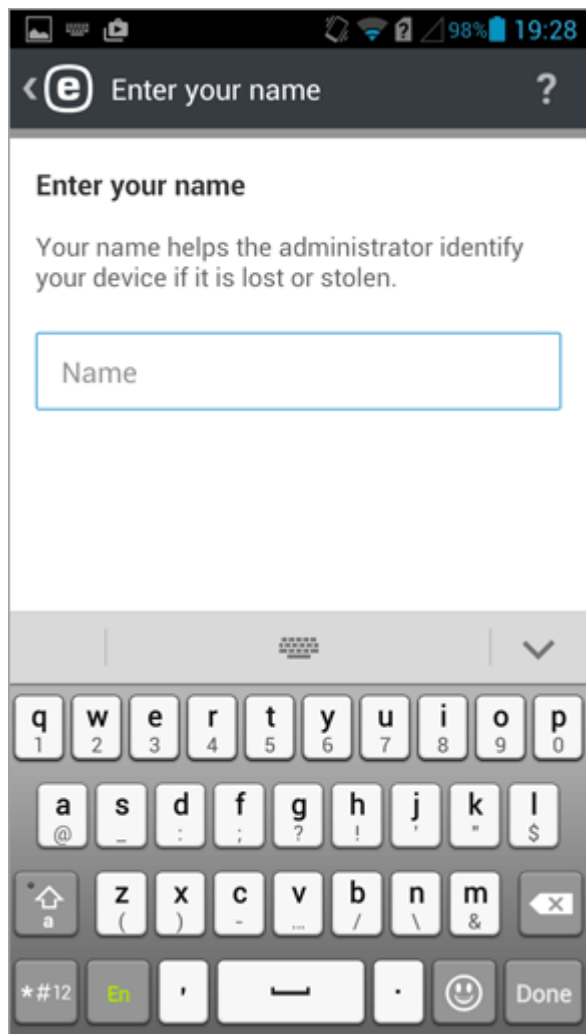 98% 19:28
e Enter your name ?
Enter your name
Your name helps the administrator identify
your device if it is lost or stolen.
Name
q w e r t y u i o p
1 2 3 4 5 6 7 8 9 0
a s d f g h j k l
@ _ : ; ? ! ' " $
a z x c v b n m
( ) - ... / \ &
*#12 En , . Done